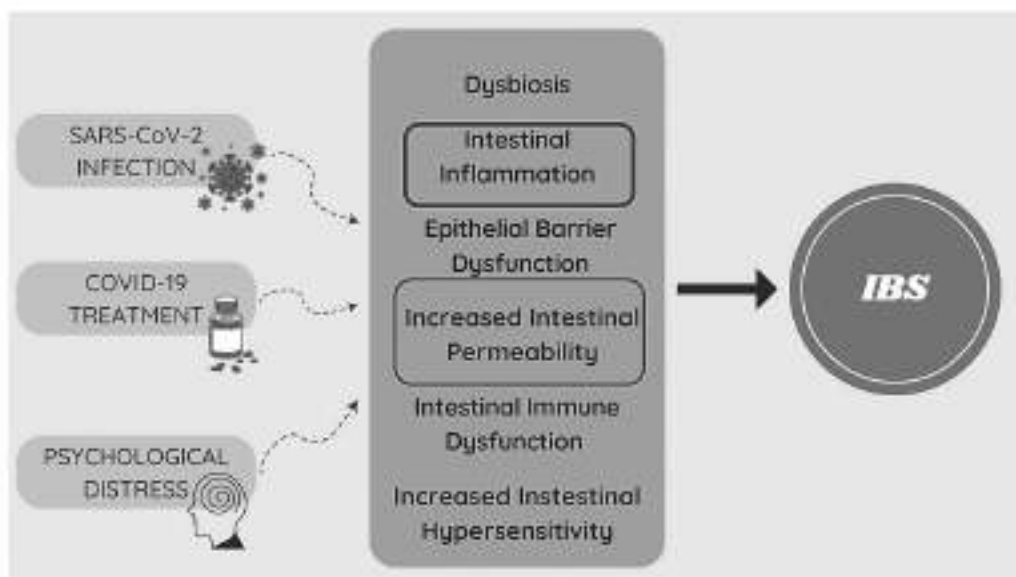 SARS-CoV-2
INFECTION
COVID-19
TREATMENT
PSYCHOLOGICAL
DISTRESS
Dysbiosis
Intestinal
Inflammation
Epithelial Barrier
Dysfunction
Increased Intestinal
Permeability
Intestinal Immune
Dysfunction
Increased Instestinal
Hypersensitivity
IBS